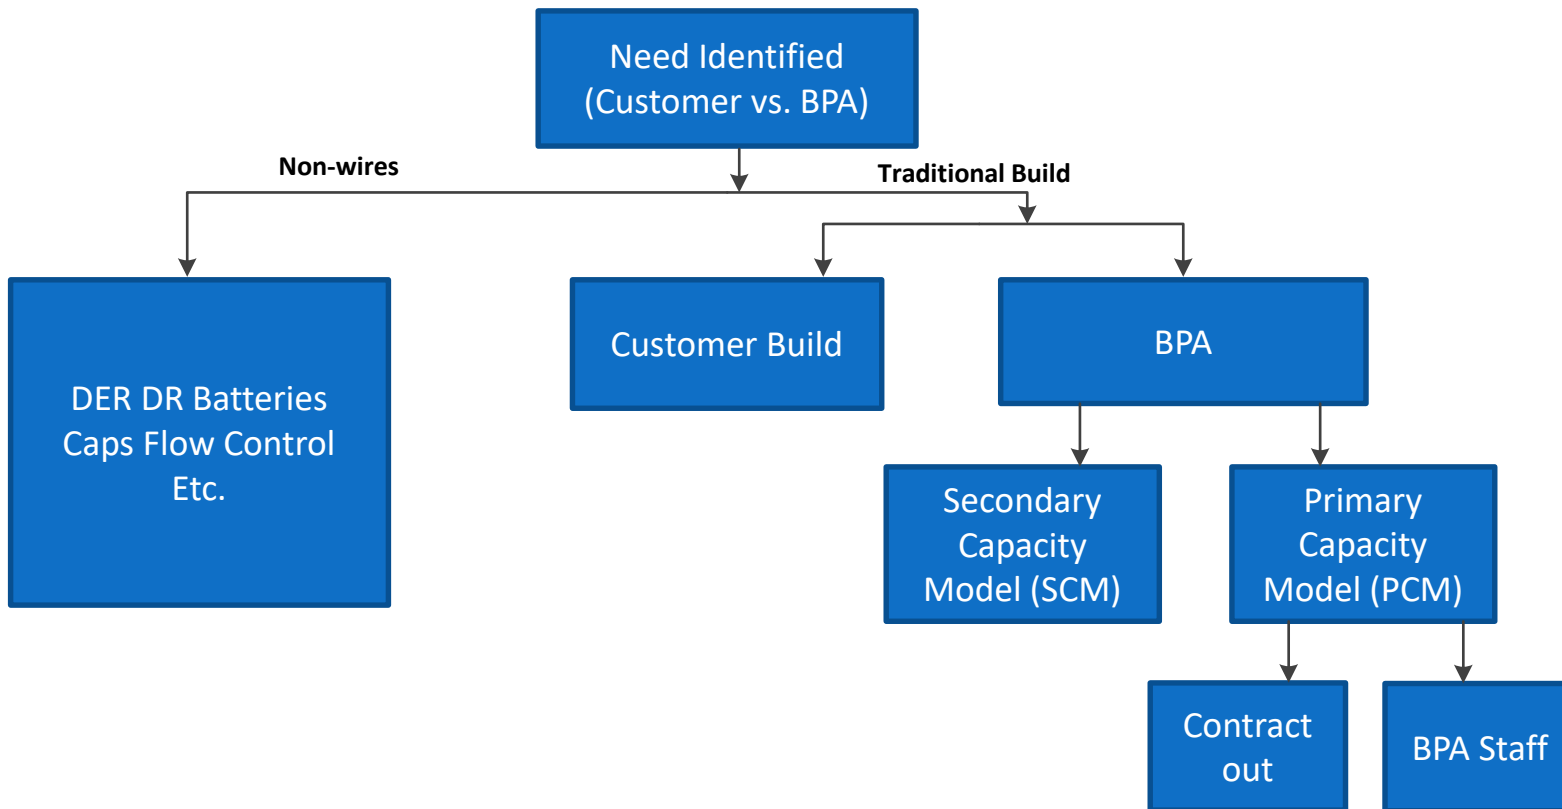 Need Identified
(Customer vs. BPA)
Non-wires
Traditional Build
DER DR Batteries
Caps Flow Control
Etc.
Customer Build
BPA
Secondary
Capacity
Model (SCM)
Primary
Capacity
Model (PCM)
Contract
out
BPA Staff